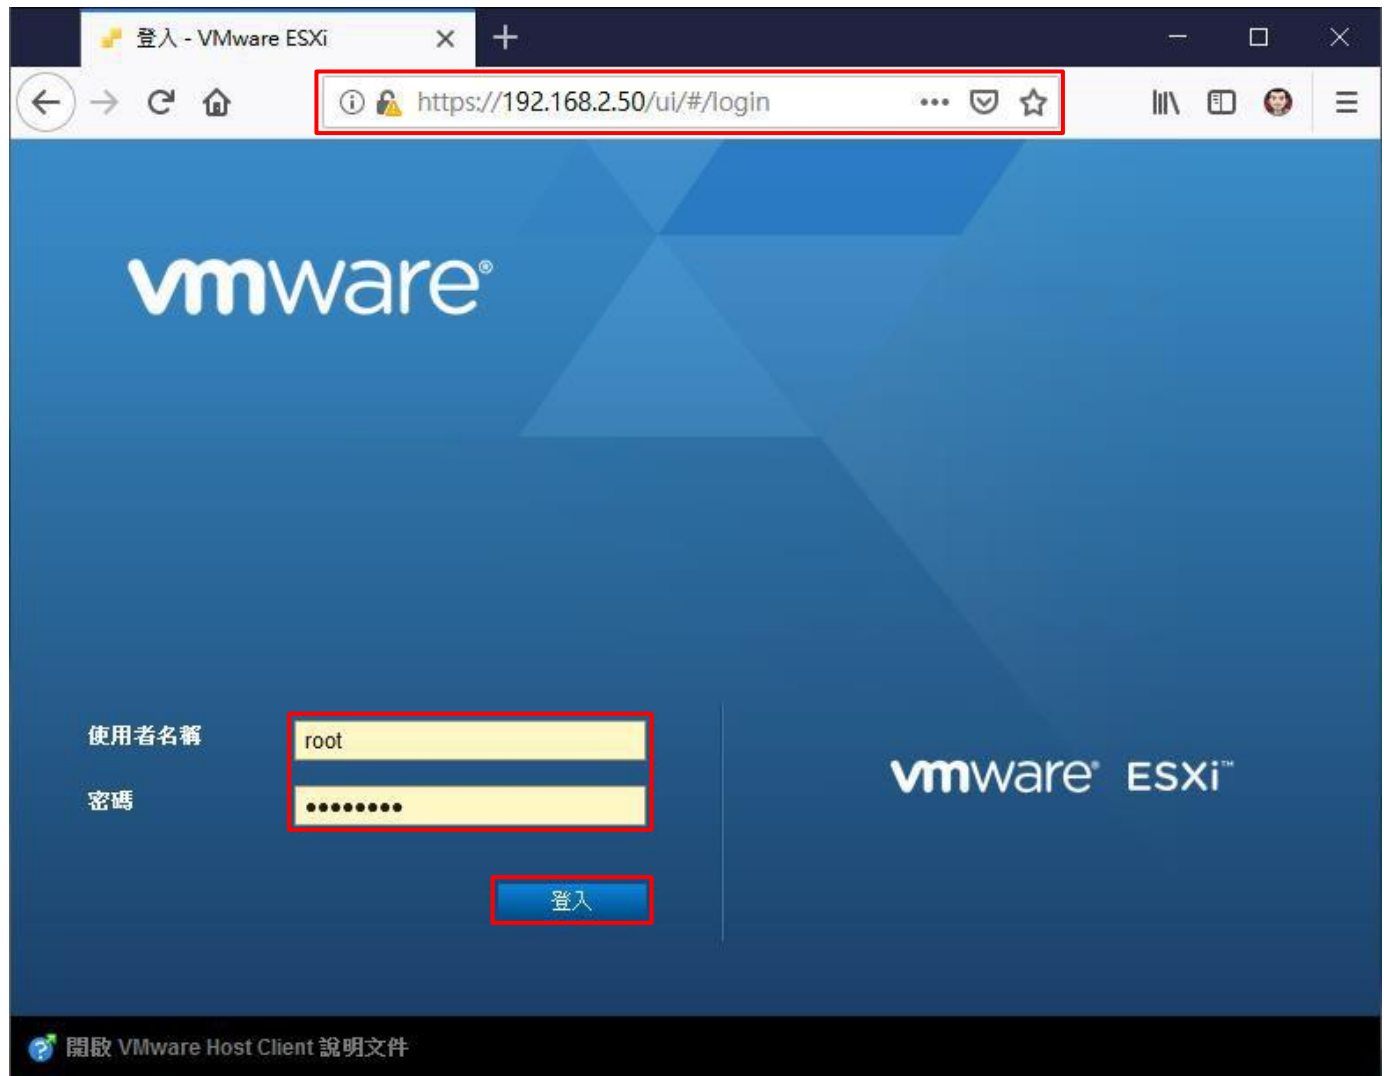 登入 - VMware ESXi
https://192.168.2.50/ui/#/login
vmware®
使用者名稱
root
密碼
••••••••
vmware® ESXi™
登入
開啟 VMware Host Client 說明文件